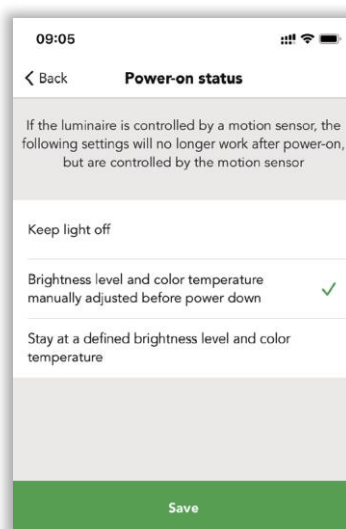 09:05
Back Power-on status
If the luminaire is controlled by a motion sensor, the
following settings will no longer work after power-on,
but are controlled by the motion sensor
Keep light off
Brightness level and color temperature
manually adjusted before power down
Stay at a defined brightness level and color
temperature
Save